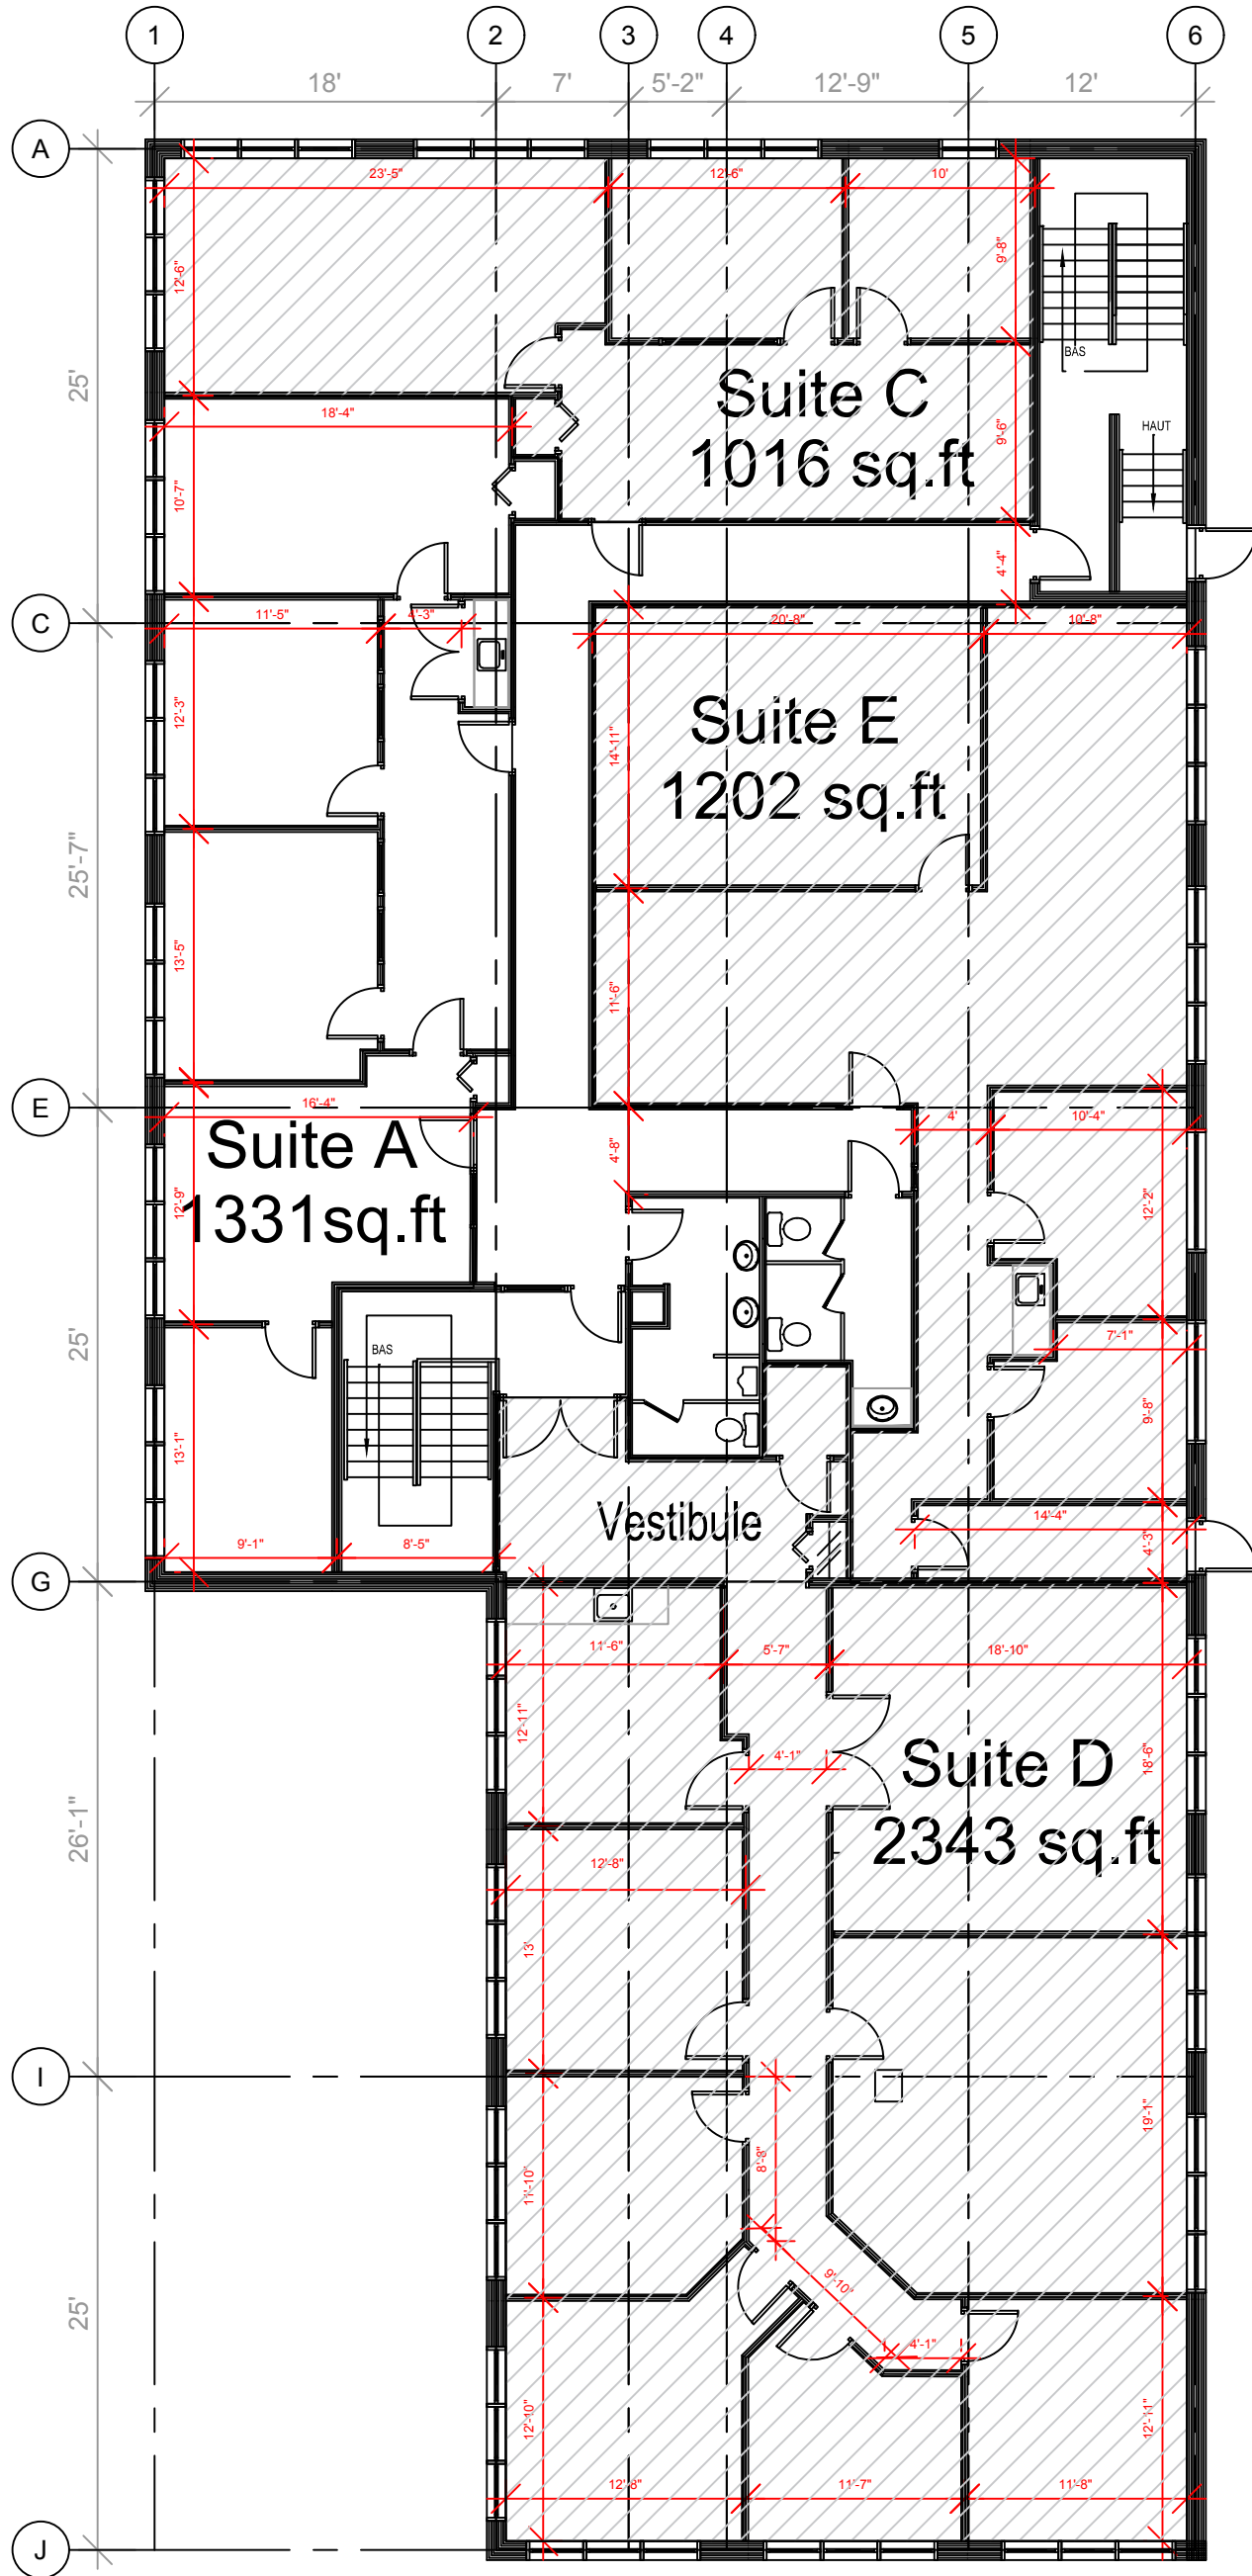 1 2 3 4 5 6
18' 7' 5'-2" 12'-9" 12'
A
23'-5" 12'-6" 10'
12'-6"
9'-8"
25'
BAS
Suite C
1016 sq.ft
18'-4"
9'-6"
HAUT
10'-7"
4'-4"
C
11'-5" 4'-3" 20'-8" 10'-8"
12'-3"
Suite E
1202 sq.ft
14'-11"
25'-7"
13'-5"
11'-6"
E
16'-4" 4' 10'-4"
Suite A
1331sq.ft
4'-8"
12'-9"
12'-2"
25'
BAS
7'-1"
9'-8"
13'-1"
Vestibule
14'-4"
4'-3"
9'-1" 8'-5"
G
11'-6" 5'-7" 18'-10"
12'-11"
4'-1"
Suite D
2343 sq.ft
18'-6"
26'-1"
12'-8"
13'
I
8'-3"
19'-1"
11'-10"
9'-10"
25'
4'-1"
12'-10"
12'-11"
12'-8" 11'-7" 11'-8"
J